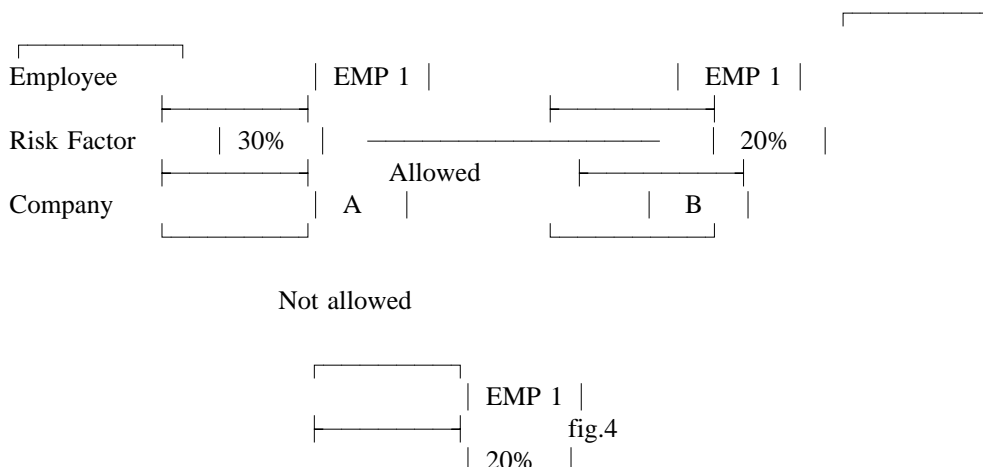 Employee | EMP 1 | | EMP 1 |
Risk Factor | 30% | | 20% |
Allowed
Company | A | | B |
Not allowed
| EMP 1 |
fig.4
| 20% |